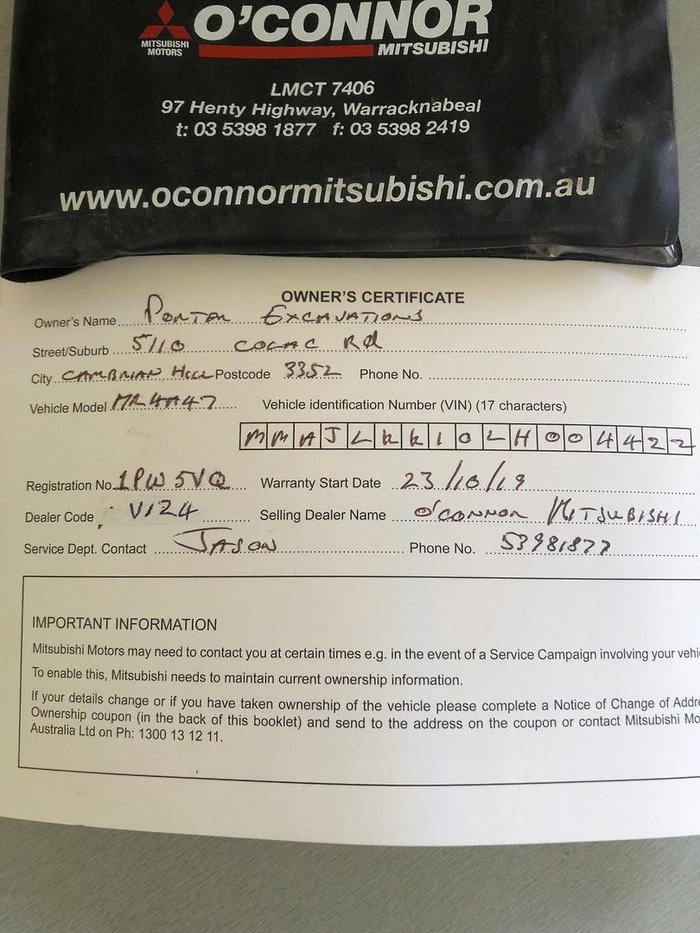 O'CONNOR
MITSUBISHI MOTORS
MITSUBISHI
LMCT 7406
97 Henty Highway, Warracknabeal
t: 03 5398 1877 f: 03 5398 2419
www.oconnormitsubishi.com.au
OWNER'S CERTIFICATE
Owner's Name PORTER EXCAVATIONS
Street/Suburb 5110 COLAC Rd
City CAMBRIAN HILL Postcode 3352 Phone No.
Vehicle Model MR4A47 Vehicle identification Number (VIN) (17 characters)
MMAJLKK10LH004422
Registration No 1PW5VQ Warranty Start Date 23/10/19
Dealer Code V124 Selling Dealer Name O'CONNOR MITSUBISHI
Service Dept. Contact JASON Phone No. 53981877
IMPORTANT INFORMATION
Mitsubishi Motors may need to contact you at certain times e.g. in the event of a Service Campaign involving your vehi
To enable this, Mitsubishi needs to maintain current ownership information.
If your details change or if you have taken ownership of the vehicle please complete a Notice of Change of Addre
Ownership coupon (in the back of this booklet) and send to the address on the coupon or contact Mitsubishi Mo
Australia Ltd on Ph: 1300 13 12 11.